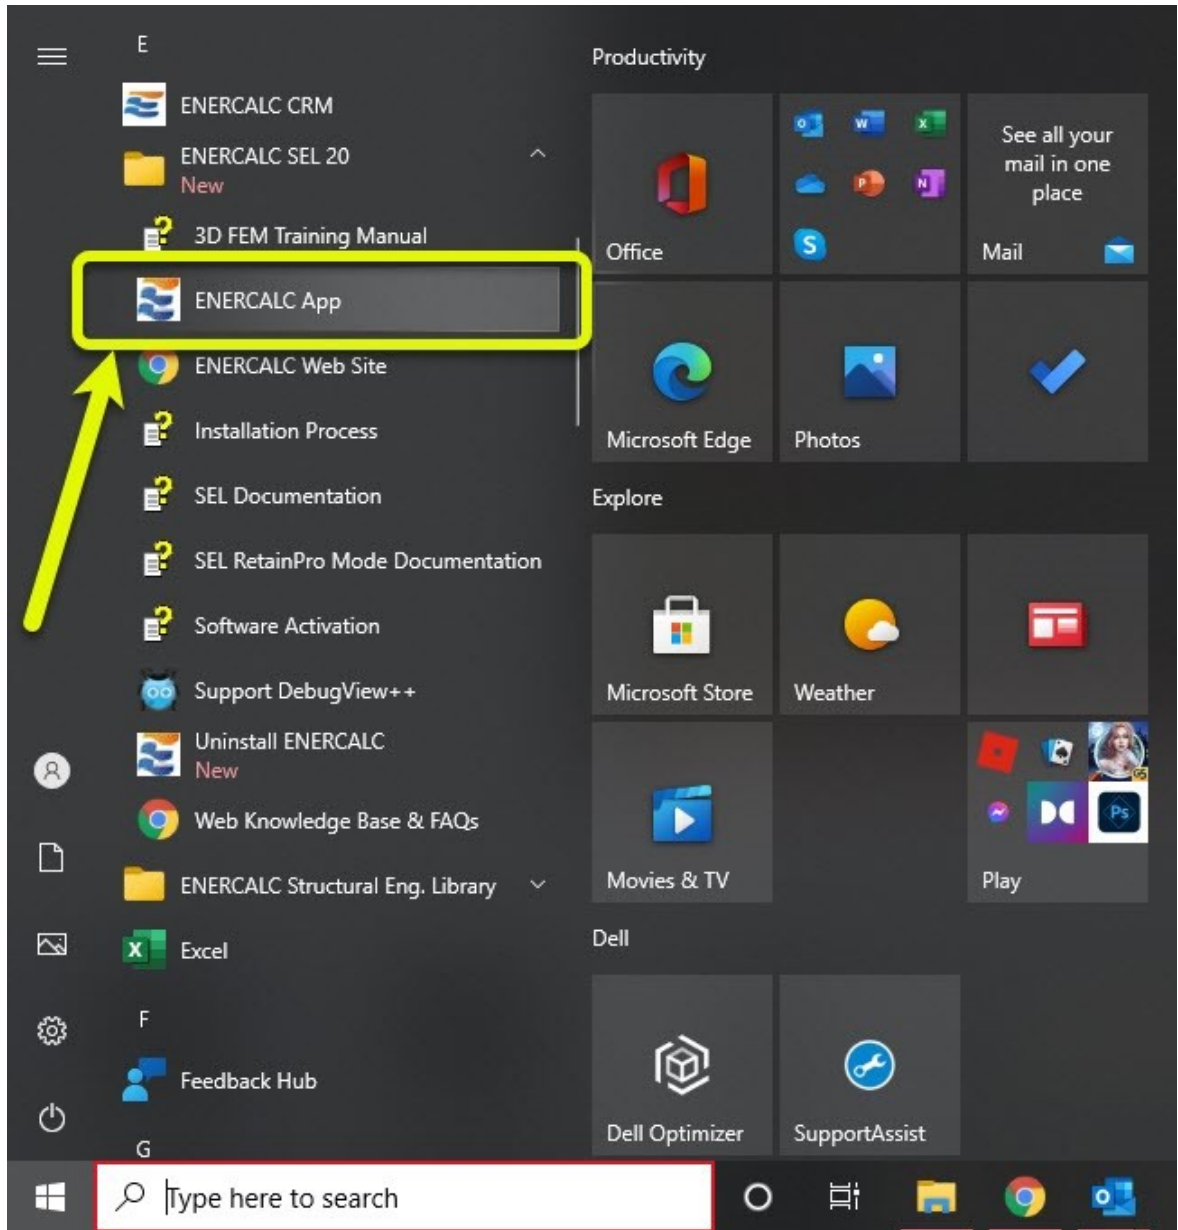 E
ENERCALC CRM
ENERCALC SEL 20
New
3D FEM Training Manual
ENERCALC App
ENERCALC Web Site
Installation Process
SEL Documentation
SEL RetainPro Mode Documentation
Software Activation
Support DebugView++
Uninstall ENERCALC
New
Web Knowledge Base & FAQs
ENERCALC Structural Eng. Library
Excel
F
Feedback Hub
G
Productivity
Office
See all your
mail in one
place
Mail
Microsoft Edge
Photos
Explore
Microsoft Store
Weather
Movies & TV
Play
Dell
Dell Optimizer
SupportAssist
Type here to search